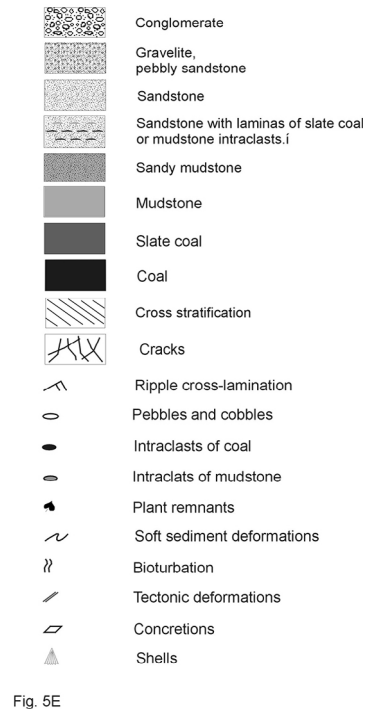 Conglomerate
Gravelite,
pebbly sandstone
Sandstone
Sandstone with laminas of slate coal
or mudstone intraclasts.í
Sandy mudstone
Mudstone
Slate coal
Coal
Cross stratification
Cracks
Ripple cross-lamination
Pebbles and cobbles
Intraclasts of coal
Intraclats of mudstone
Plant remnants
Soft sediment deformations
Bioturbation
Tectonic deformations
Concretions
Shells
Fig. 5E